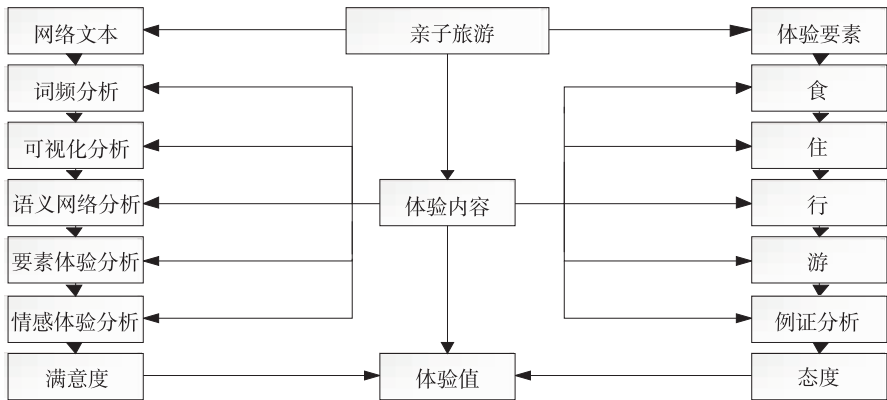 网络文本
亲子旅游
体验要素
词频分析
食
可视化分析
住
语义网络分析
体验内容
行
要素体验分析
游
情感体验分析
例证分析
满意度
体验值
态度